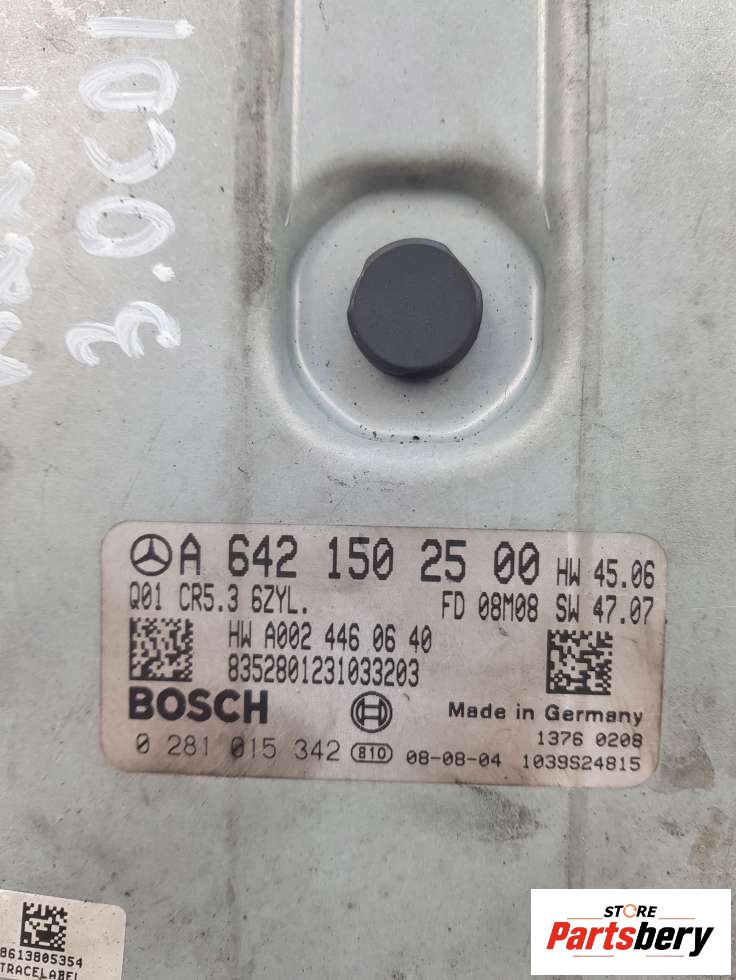 3.0CDI
A 642 150 25 00 HW 45.06
Q01 CR5.3 6ZYL. FD 08M08 SW 47.07
HW A002 446 06 40
8352801231033203
BOSCH
Made in Germany
1376 0208
0 281 015 342 810 08-08-04 1039S24815
8613805354
TRACELABEL
STORE
Partsbery